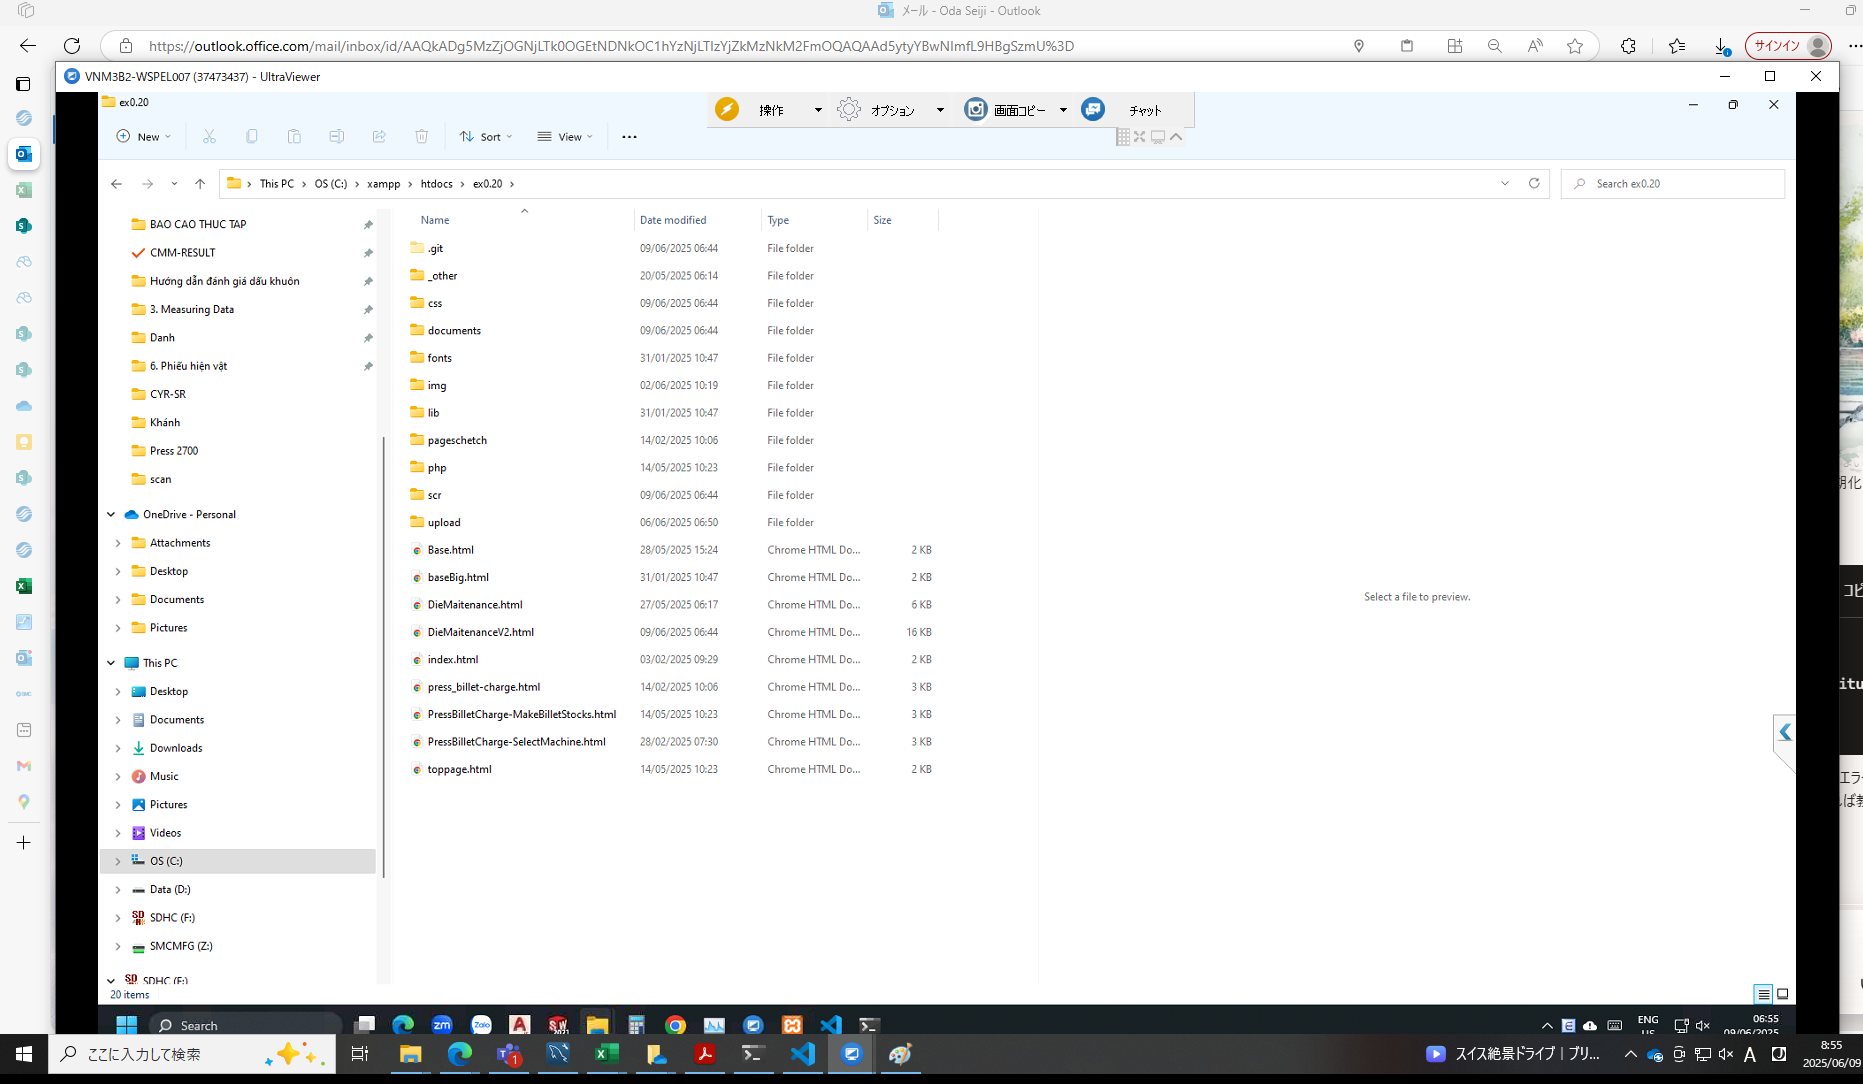 メール - Oda Seiji - Outlook
https://outlook.office.com/mail/inbox/id/AAQkADg5MzZjOGNjLTk0OGEtNDNkOC1hYzNjLTIzYjZkMzNkM2FmOQAQAAd5ytyYBwNImfL9HBgSzmU%3D
サインイン
VNM3B2-WSPEL007 (37473437) - UltraViewer
ex0.20
操作
オプション
画面コピー
チャット
New
Sort
View
This PC > OS (C:) > xampp > htdocs > ex0.20 >
Search ex0.20
BAO CAO THUC TAP
CMM-RESULT
Hướng dẫn đánh giá dấu khuôn
3. Measuring Data
Danh
6. Phiếu hiện vật
CYR-SR
Khánh
Press 2700
scan
OneDrive - Personal
Attachments
Desktop
Documents
Pictures
This PC
Desktop
Documents
Downloads
Music
Pictures
Videos
OS (C:)
Data (D:)
SDHC (F:)
SMCMFG (Z:)
SDHC (F:)
20 items
Name Date modified Type Size
.git 09/06/2025 06:44 File folder
_other 20/05/2025 06:14 File folder
css 09/06/2025 06:44 File folder
documents 09/06/2025 06:44 File folder
fonts 31/01/2025 10:47 File folder
img 02/06/2025 10:19 File folder
lib 31/01/2025 10:47 File folder
pageschetch 14/02/2025 10:06 File folder
php 14/05/2025 10:23 File folder
scr 09/06/2025 06:44 File folder
upload 06/06/2025 06:50 File folder
Base.html 28/05/2025 15:24 Chrome HTML Do... 2 KB
baseBig.html 31/01/2025 10:47 Chrome HTML Do... 2 KB
DieMaitenance.html 27/05/2025 06:17 Chrome HTML Do... 6 KB
DieMaitenanceV2.html 09/06/2025 06:44 Chrome HTML Do... 16 KB
index.html 03/02/2025 09:29 Chrome HTML Do... 2 KB
press_billet-charge.html 14/02/2025 10:06 Chrome HTML Do... 3 KB
PressBilletCharge-MakeBilletStocks.html 14/05/2025 10:23 Chrome HTML Do... 3 KB
PressBilletCharge-SelectMachine.html 28/02/2025 07:30 Chrome HTML Do... 3 KB
toppage.html 14/05/2025 10:23 Chrome HTML Do... 2 KB
Select a file to preview.
期化
コピ
itu
エラー
Search
ENG
US
06:55
09/06/2025
ここに入力して検索
スイス絶景ドライブ | ブリ...
A
8:55
2025/06/09